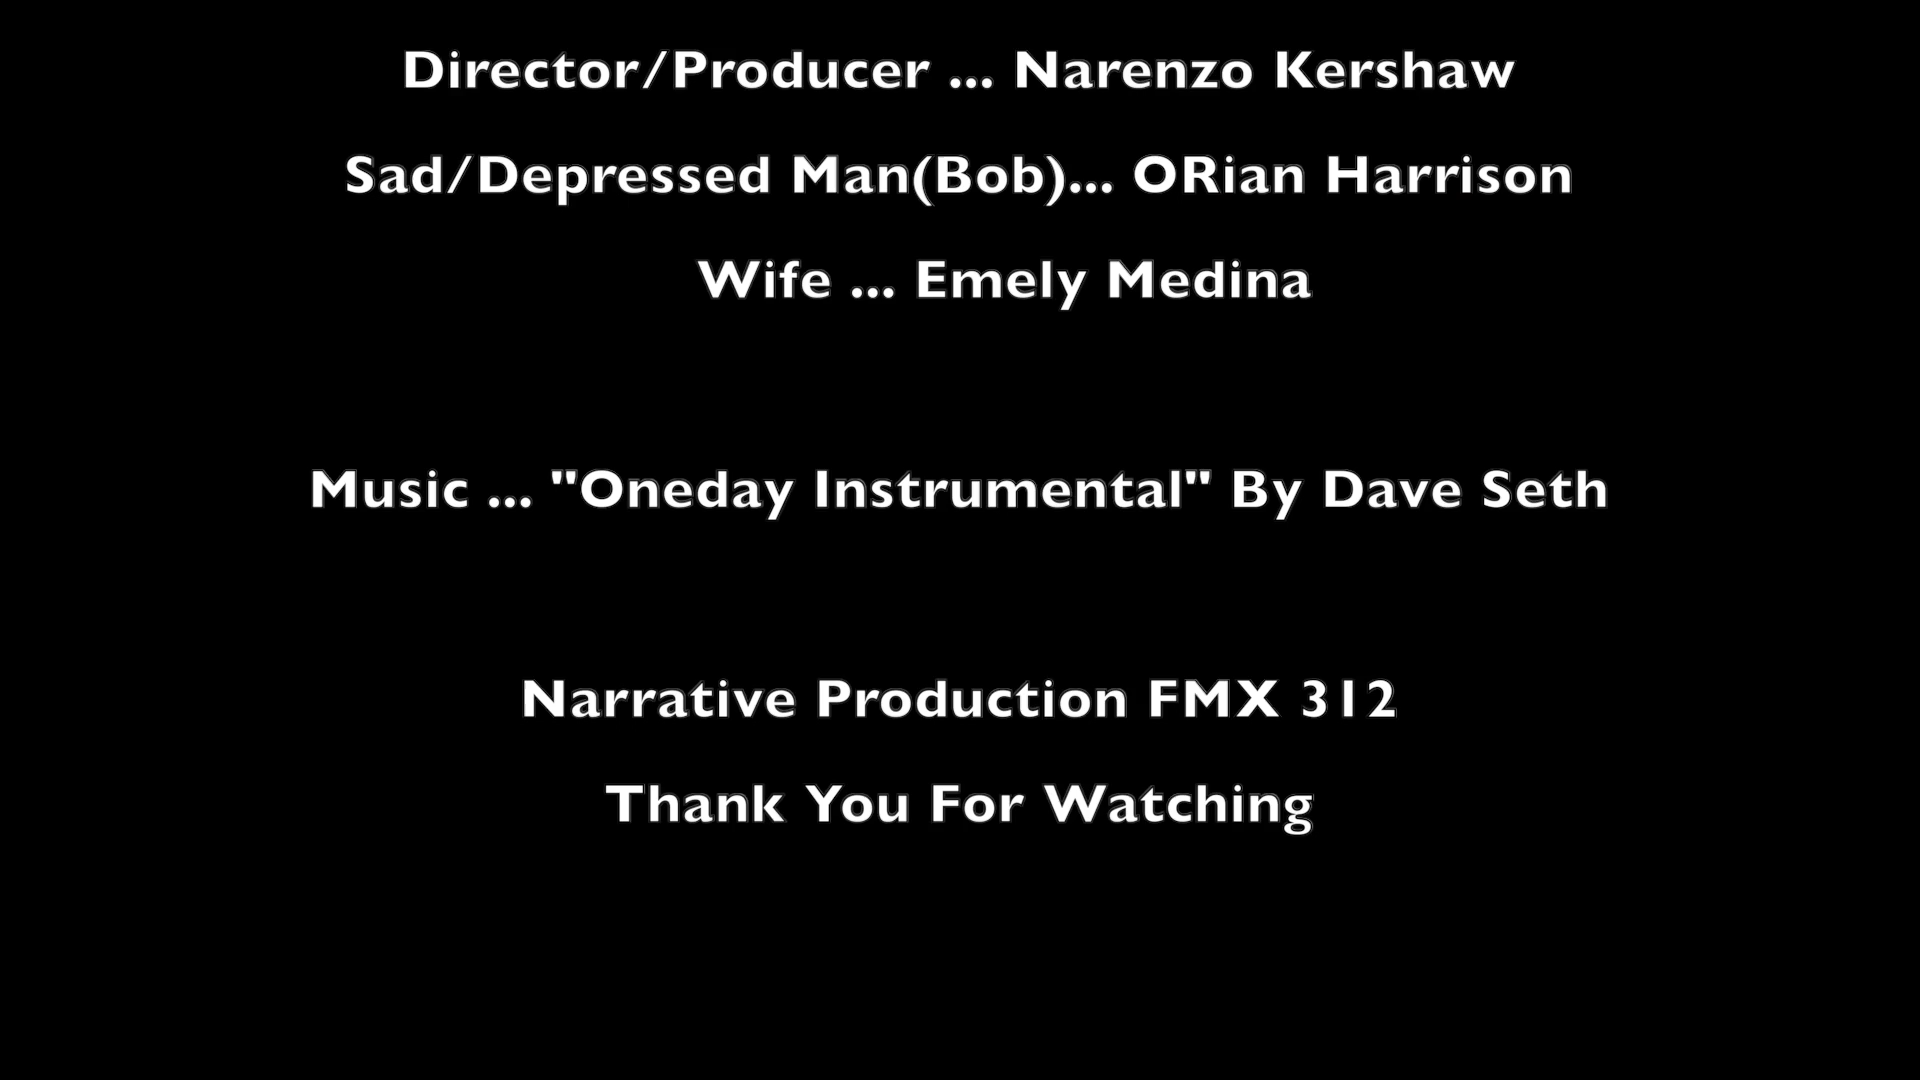 Director/Producer ... Narenzo Kershaw
Sad/Depressed Man(Bob)... ORian Harrison
Wife ... Emely Medina
Music ... "Oneday Instrumental" By Dave Seth
Narrative Production FMX 312
Thank You For Watching